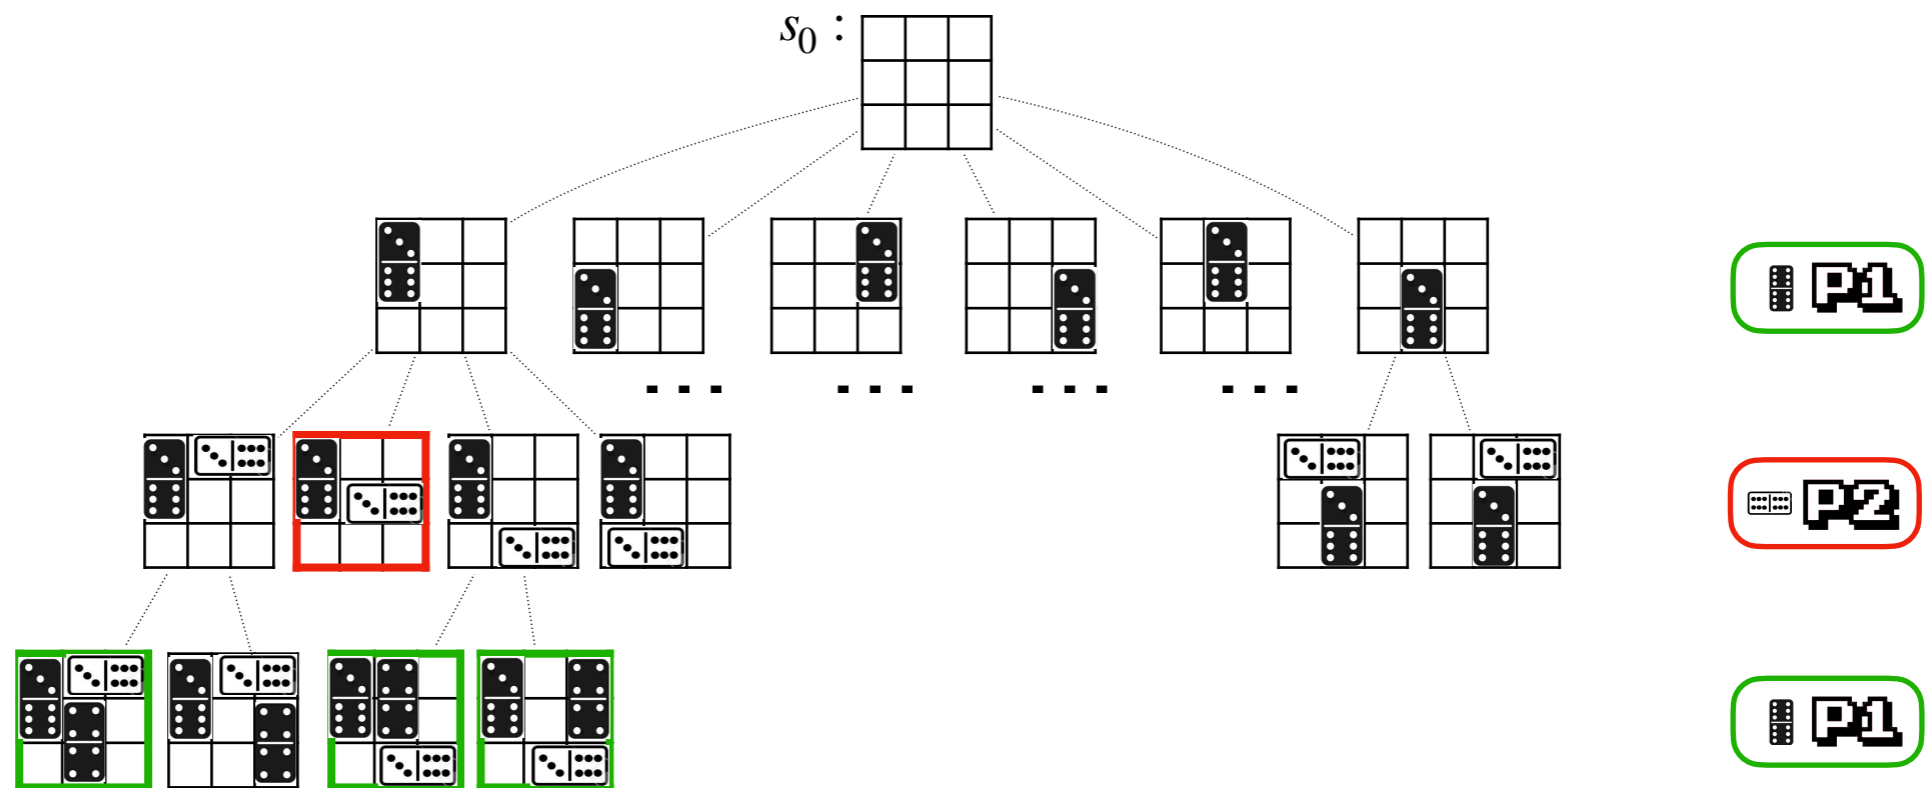 s₀ :
P1
. . . . . . . . . . . .
P2
P1